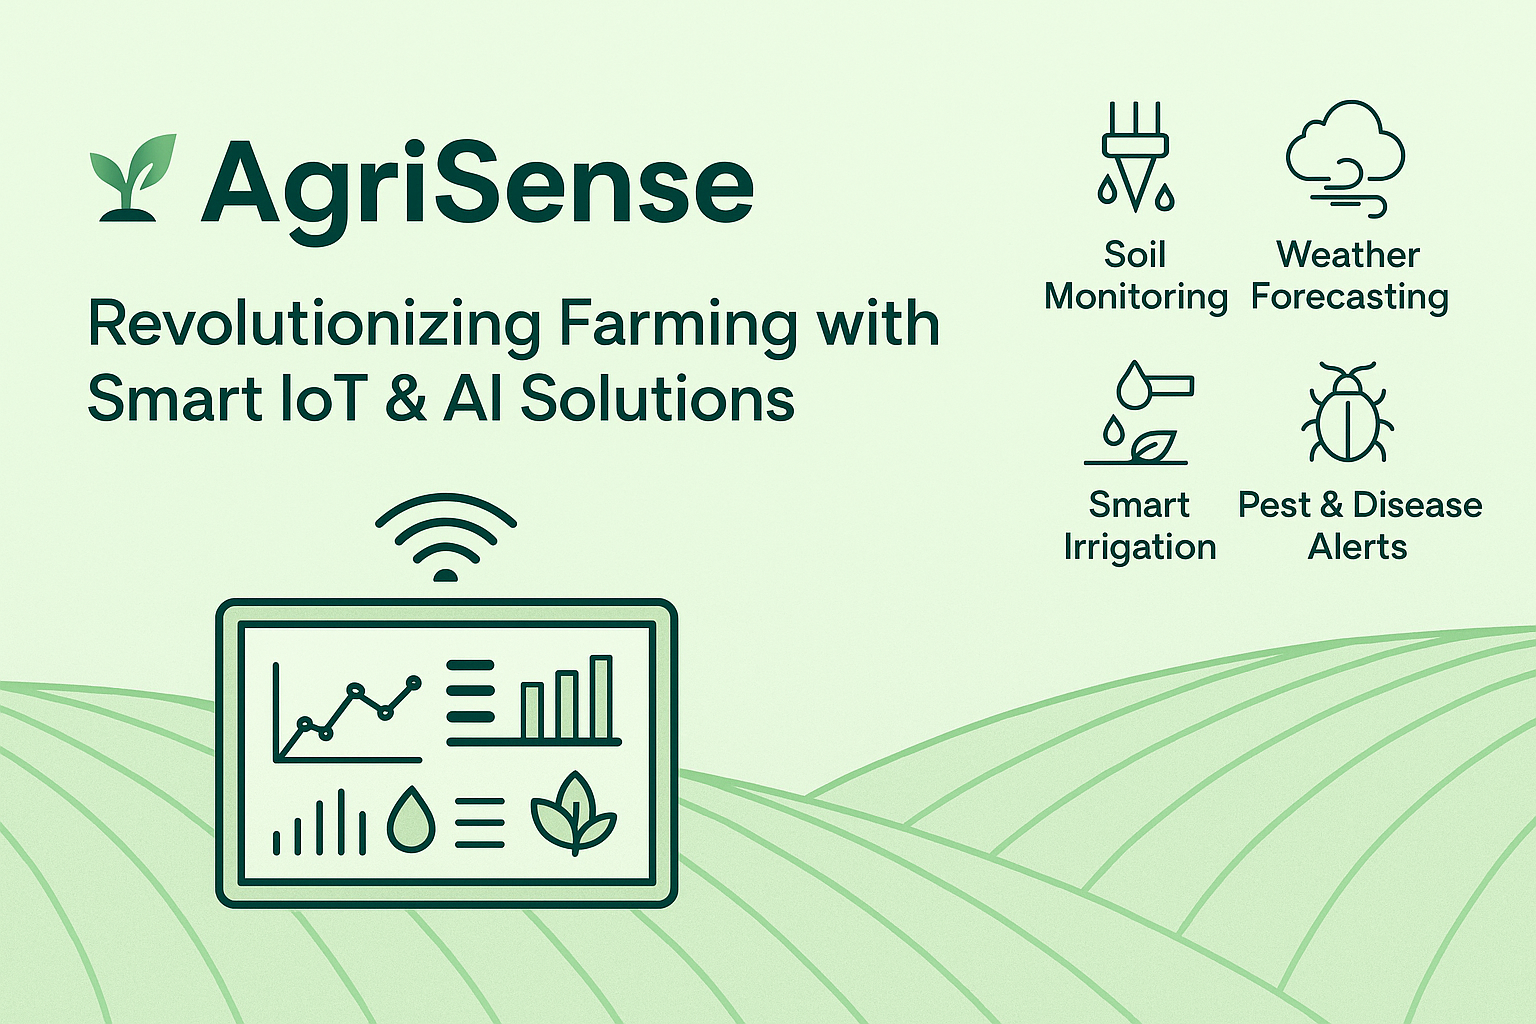 AgriSense
Revolutionizing Farming with
Smart IoT & AI Solutions
Soil
Monitoring
Weather
Forecasting
Smart
Irrigation
Pest & Disease
Alerts